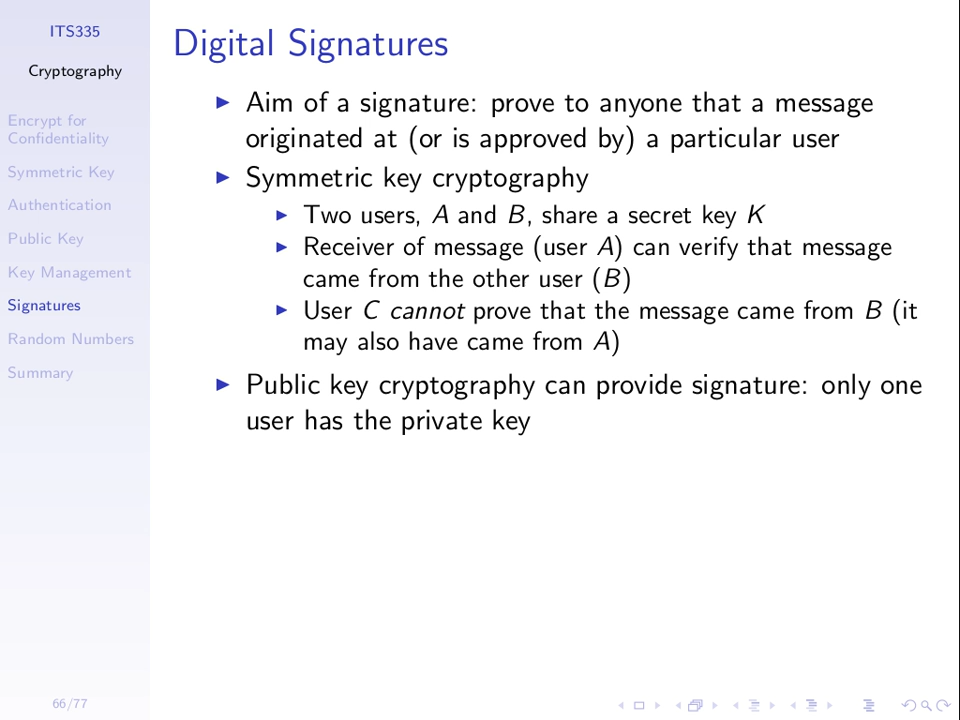 ITS335
Cryptography
Encrypt for
Confidentiality
Symmetric Key
Authentication
Public Key
Key Management
Signatures
Random Numbers
Summary
66/77
Digital Signatures
Aim of a signature: prove to anyone that a message
originated at (or is approved by) a particular user
Symmetric key cryptography
Two users, A and B, share a secret key K
Receiver of message (user A) can verify that message
came from the other user (B)
User C cannot prove that the message came from B (it
may also have came from A)
Public key cryptography can provide signature: only one
user has the private key